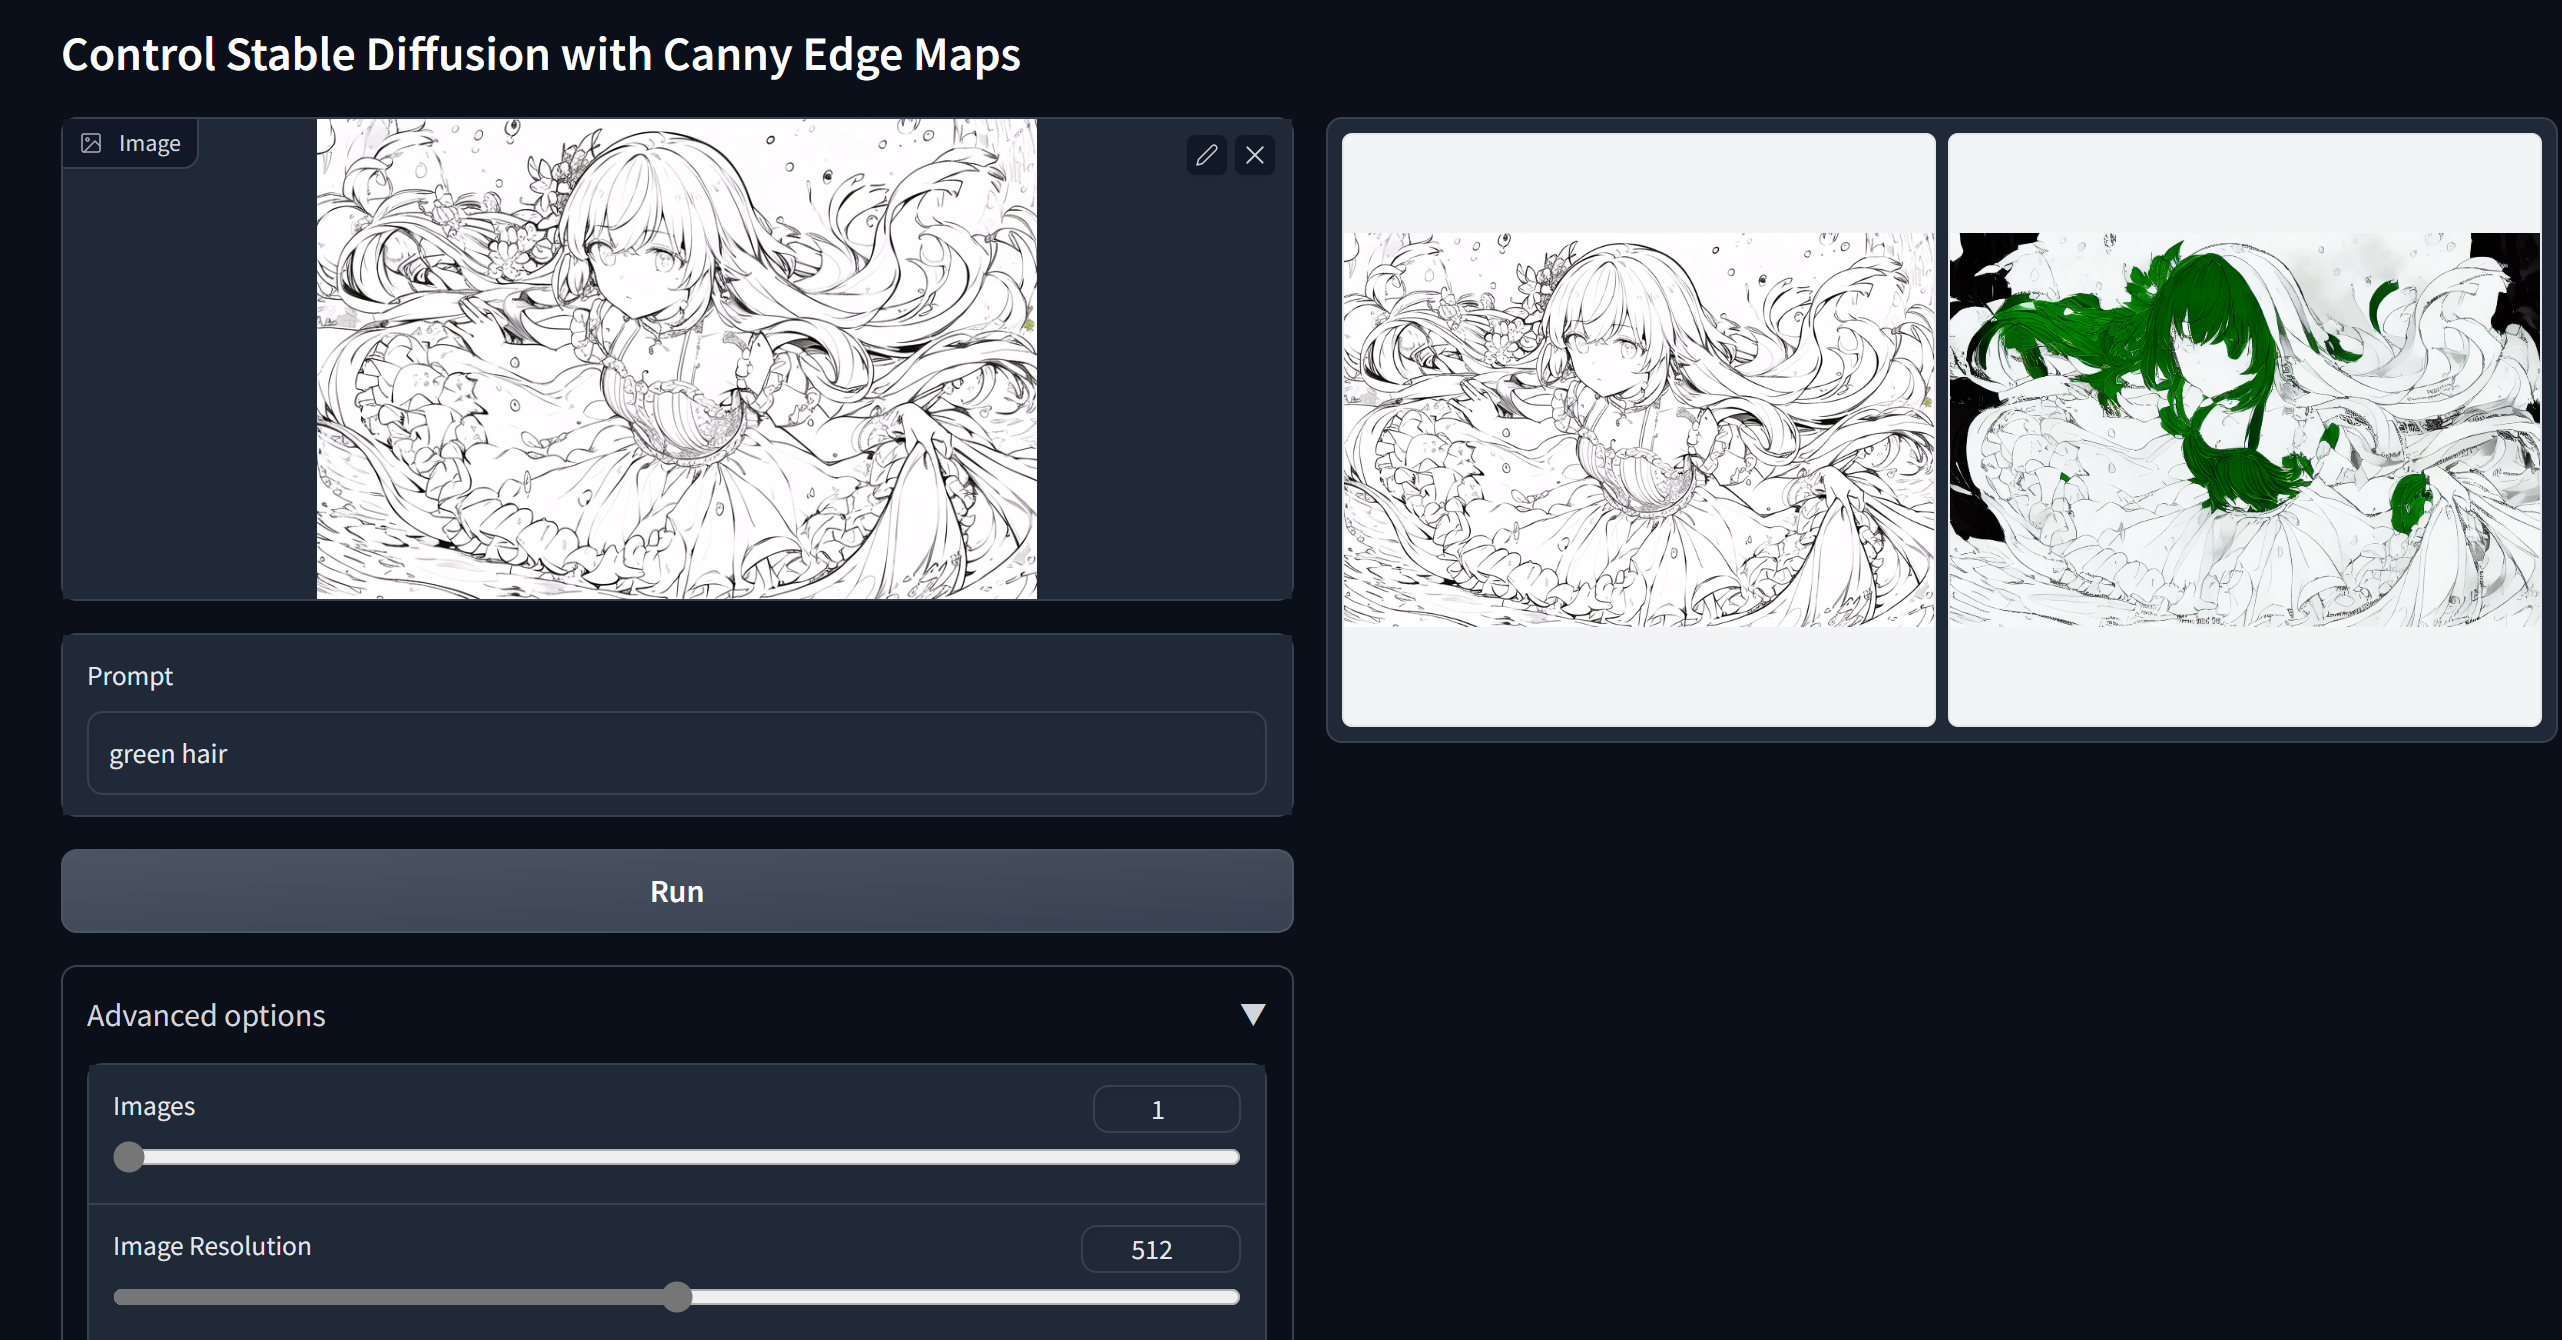 Control Stable Diffusion with Canny Edge Maps
Image
Prompt
green hair
Run
Advanced options
Images
1
Image Resolution
512